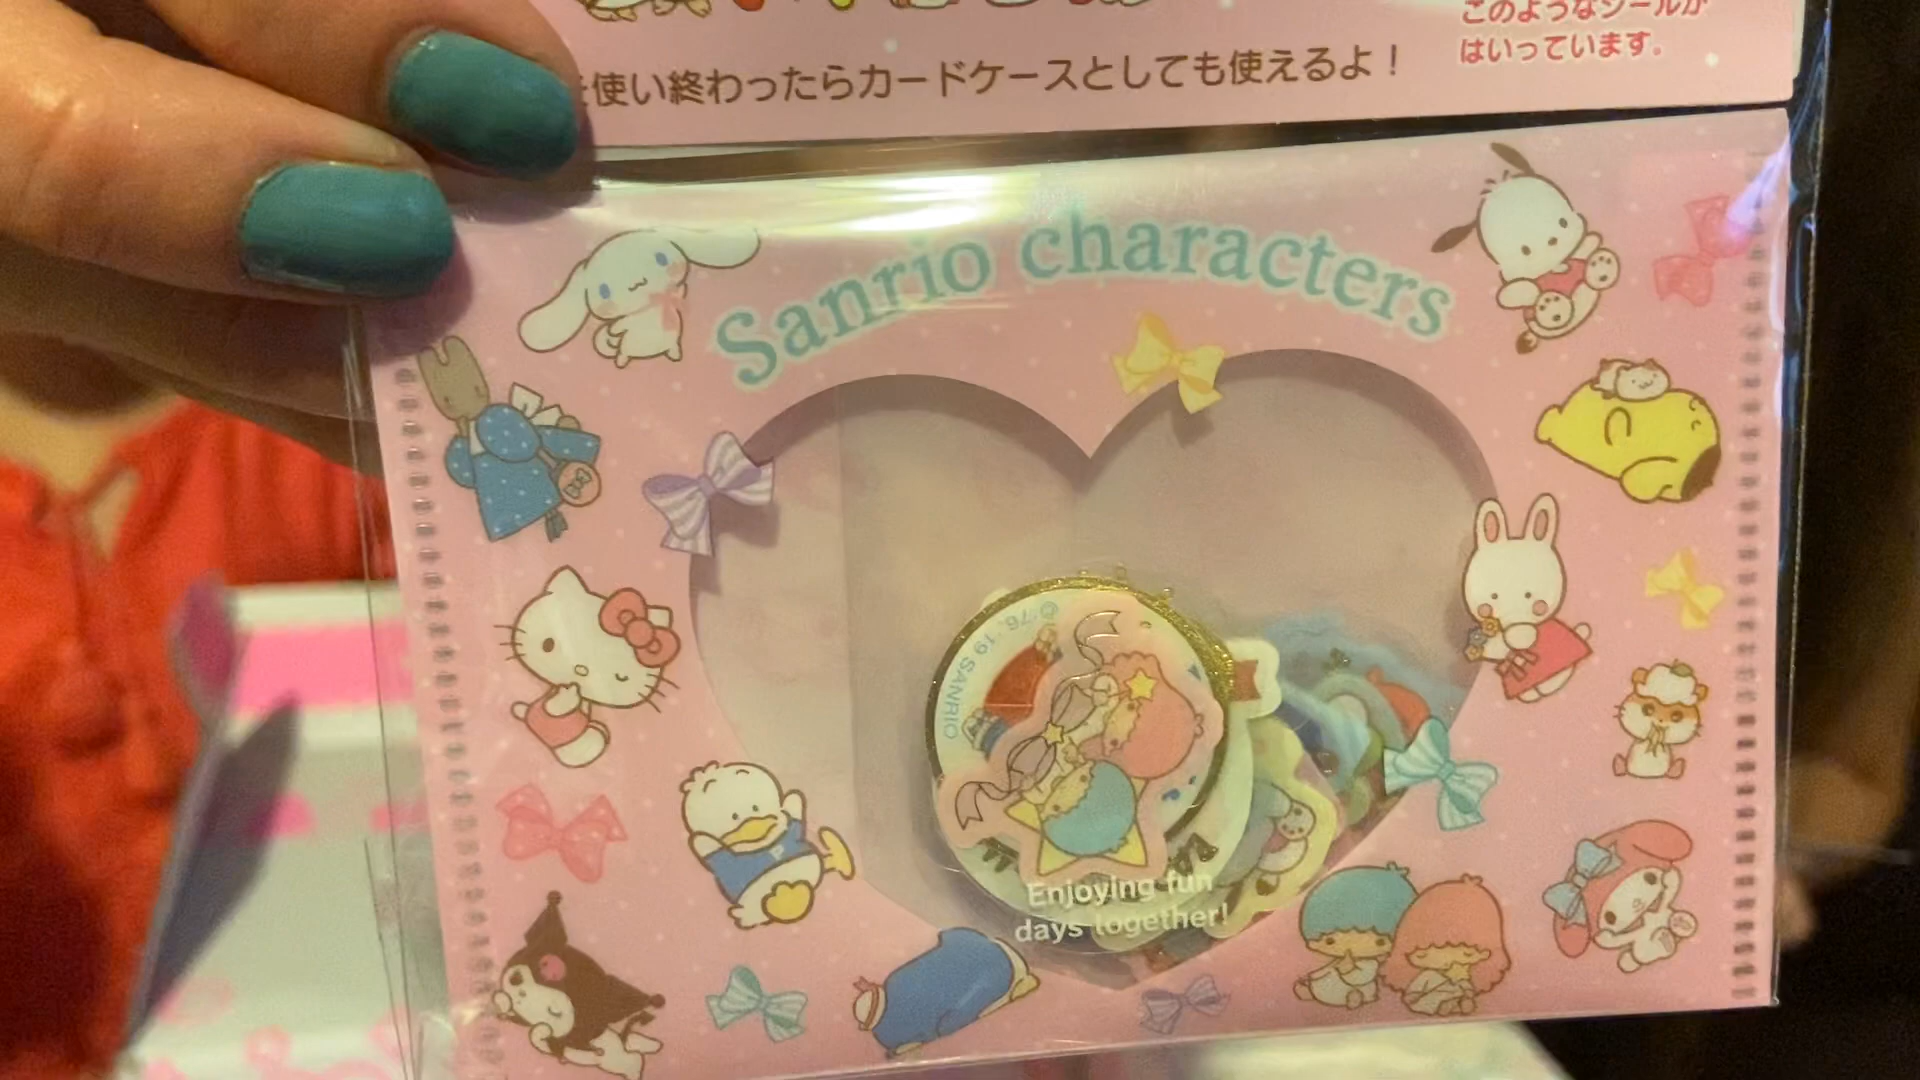 このようなシールが
はいっています。
を使い終わったらカードケースとしても使えるよ！
Sanrio characters
©'76, '19 SANRIO
Enjoying fun
days together!